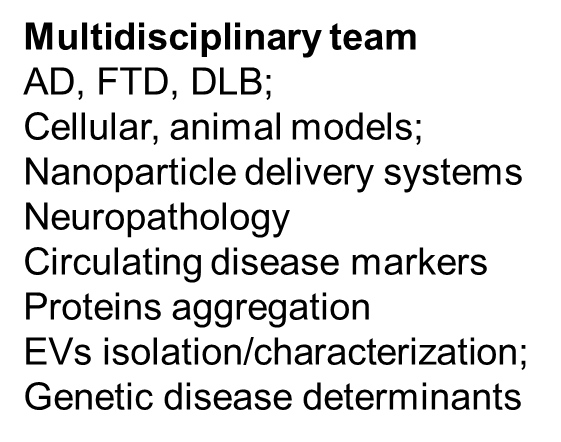 Multidisciplinary team
AD, FTD, DLB;
Cellular, animal models;
Nanoparticle delivery systems
Neuropathology
Circulating disease markers
Proteins aggregation
EVs isolation/characterization;
Genetic disease determinants